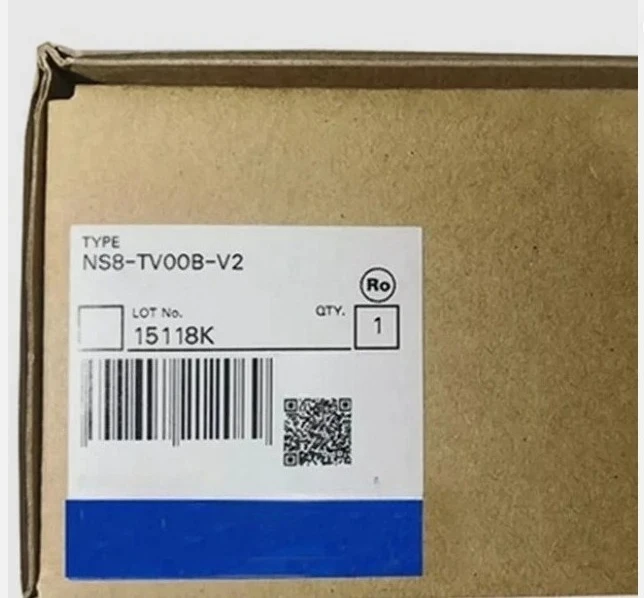 TYPE
NS8-TV00B-V2
Ro
LOT No.
QTY.
15118K
1